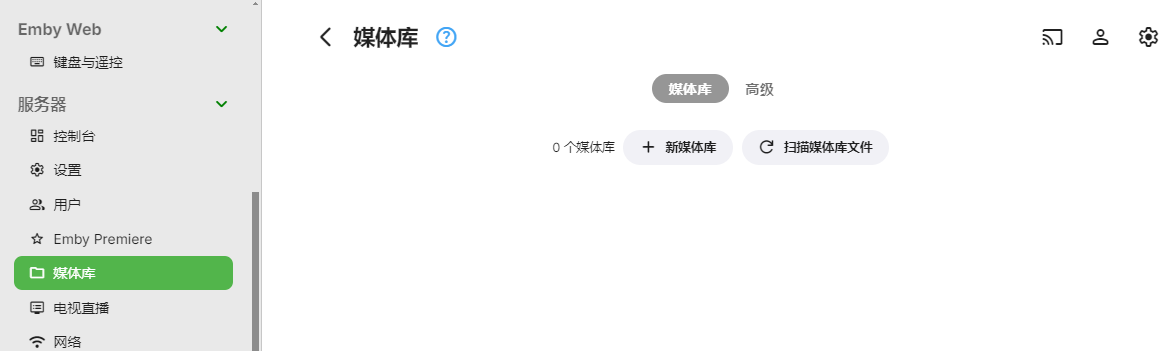 Emby Web
键盘与遥控
服务器
控制台
设置
用户
Emby Premiere
媒体库
电视直播
网络
媒体库
媒体库 高级
0 个媒体库 新媒体库 扫描媒体库文件